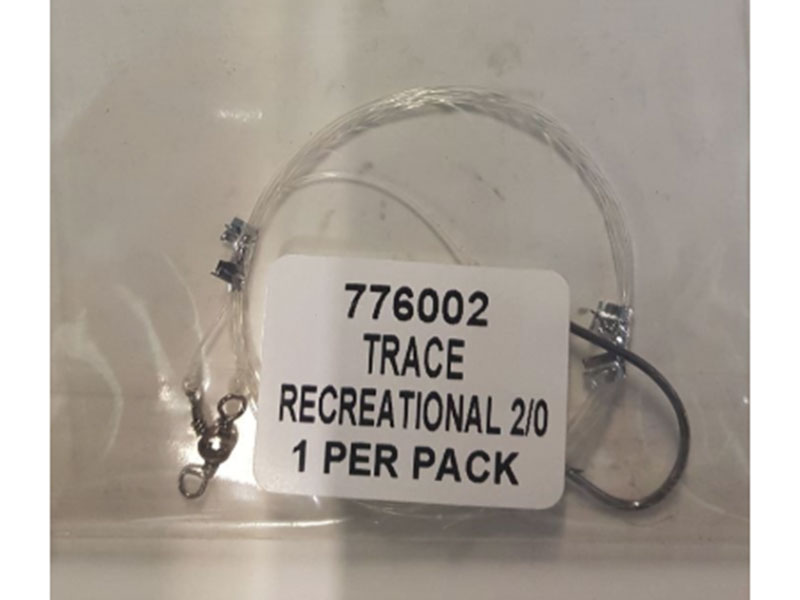 776002
TRACE
RECREATIONAL 2/0
1 PER PACK